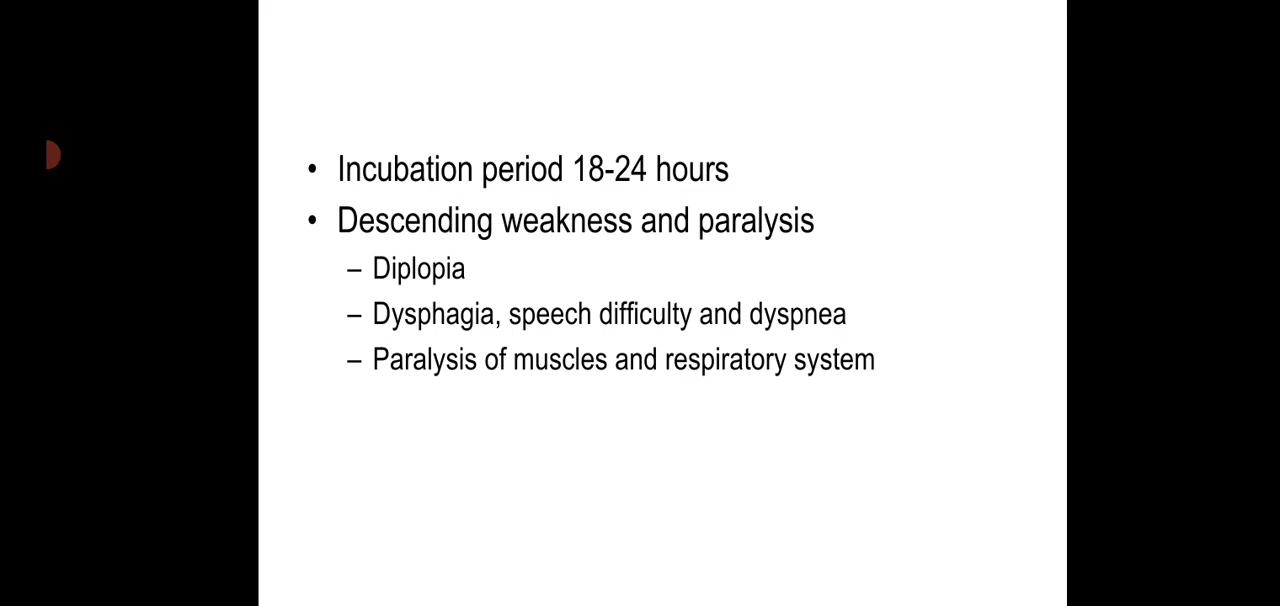 • Incubation period 18-24 hours
• Descending weakness and paralysis
– Diplopia
– Dysphagia, speech difficulty and dyspnea
– Paralysis of muscles and respiratory system